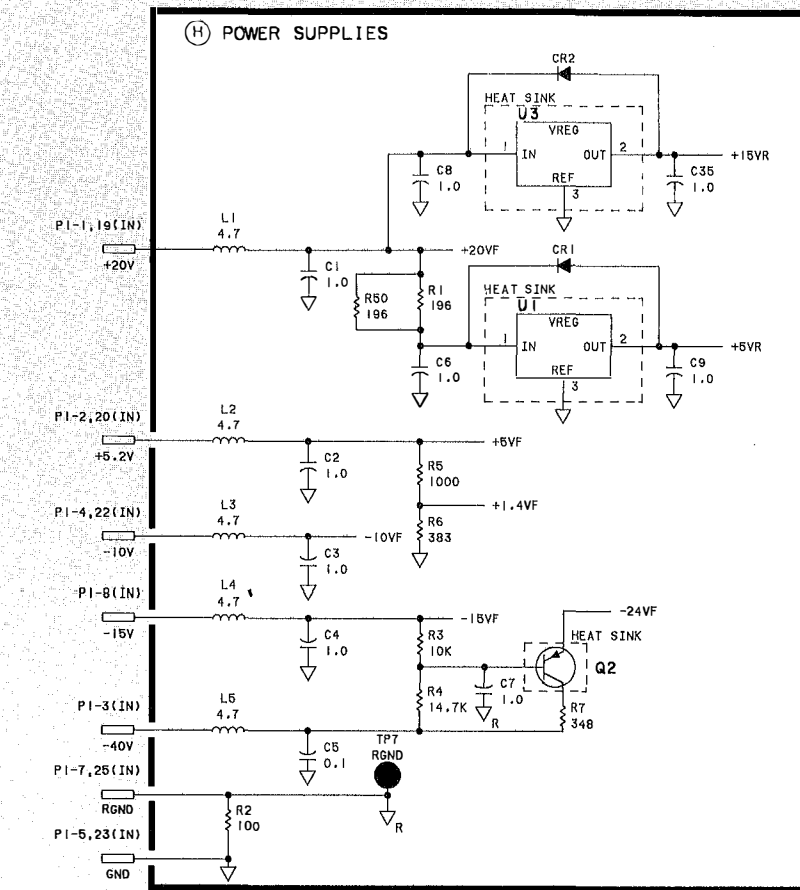 H POWER SUPPLIES
CR2
HEAT SINK
U3
VREG
1 IN OUT 2
REF
3
+15VR
C8
1.0
C35
1.0
P1-1,19(IN)
+20V
L1
4.7
C1
1.0
+20VF
R50
196
R1
196
CR1
HEAT SINK
U1
VREG
1 IN OUT 2
REF
3
+5VR
C6
1.0
C9
1.0
P1-2,20(IN)
+5.2V
L2
4.7
C2
1.0
+5VF
R5
1000
+1.4VF
R6
383
P1-4,22(IN)
-10V
L3
4.7
-10VF
C3
1.0
P1-8(IN)
-15V
L4
4.7
C4
1.0
-15VF
R3
10K
-24VF
HEAT SINK
Q2
R4
14.7K
C7
1.0
R
R7
348
P1-3(IN)
-40V
L5
4.7
C5
0.1
TP7
RGND
R
P1-7,25(IN)
RGND
R2
100
P1-5,23(IN)
GND